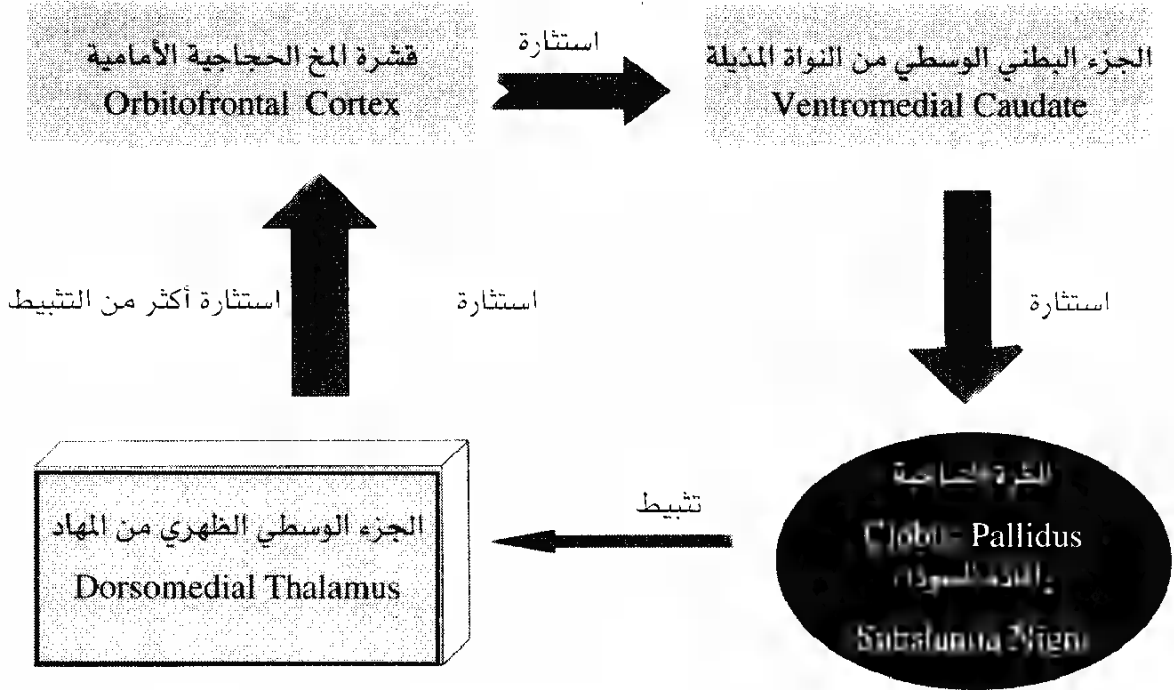 قشرة المخ الحجاجية الأمامية
Orbitofrontal Cortex
استثارة
الجزء البطني الوسطي من النواة المذيلة
Ventromedial Caudate
استثارة أكثر من التثبيط
استثارة
استثارة
الجزء الوسطي الظهري من المهاد
Dorsomedial Thalamus
تثبيط
Pallidus